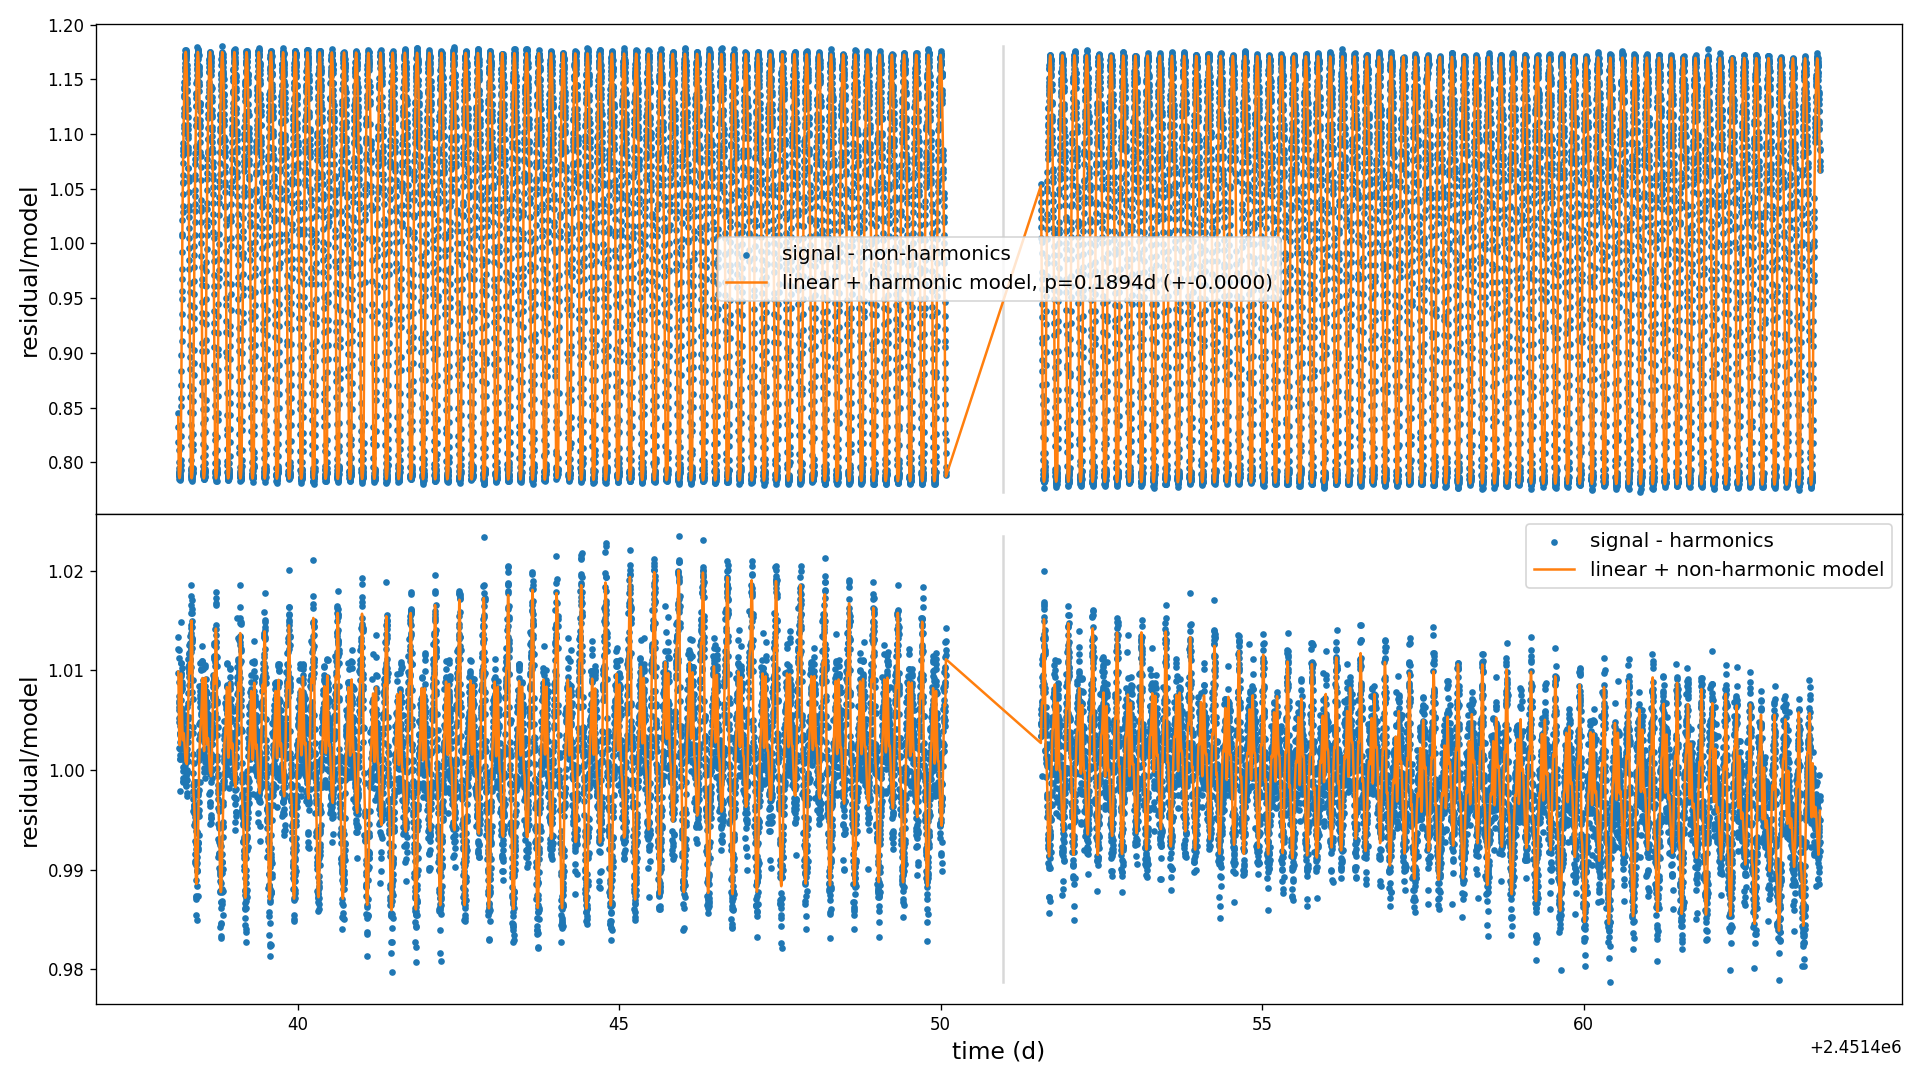 1.20
1.15
1.10
1.05
1.00
0.95
0.90
0.85
0.80
residual/model
signal - non-harmonics
linear + harmonic model, p=0.1894d (+-0.0000)
1.02
1.01
1.00
0.99
0.98
residual/model
signal - harmonics
linear + non-harmonic model
40 45 50 55 60
time (d)
+2.4514e6